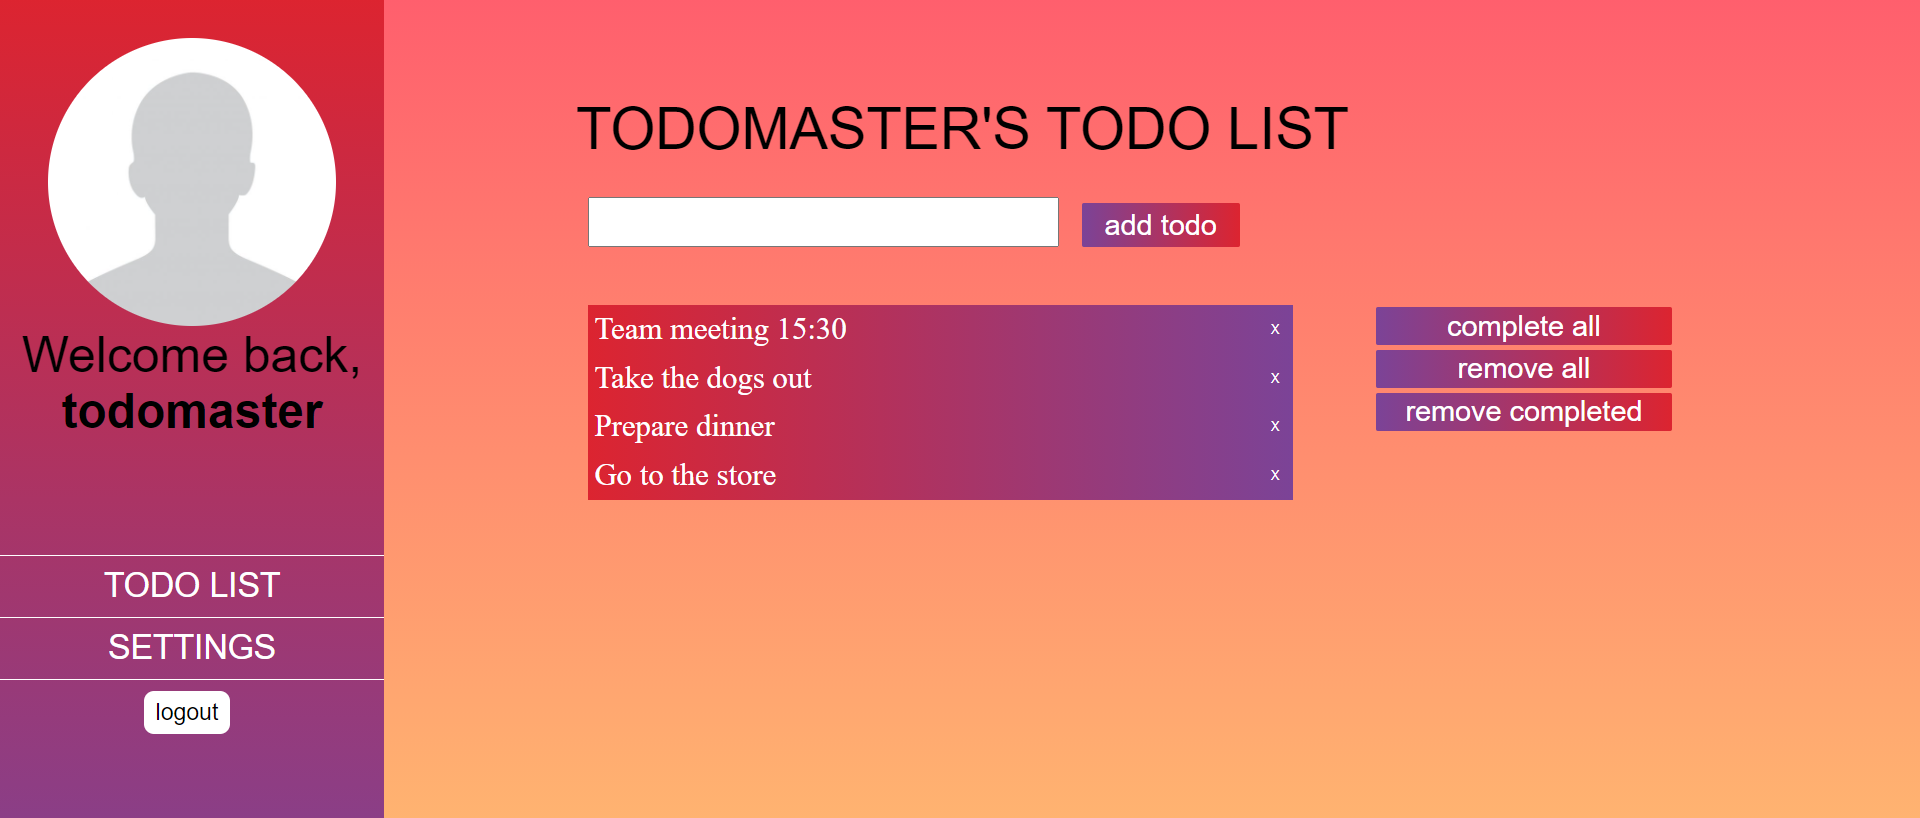 Welcome back,
todomaster
TODO LIST
SETTINGS
logout
TODOMASTER'S TODO LIST
add todo
Team meeting 15:30 x
Take the dogs out x
Prepare dinner x
Go to the store x
complete all
remove all
remove completed